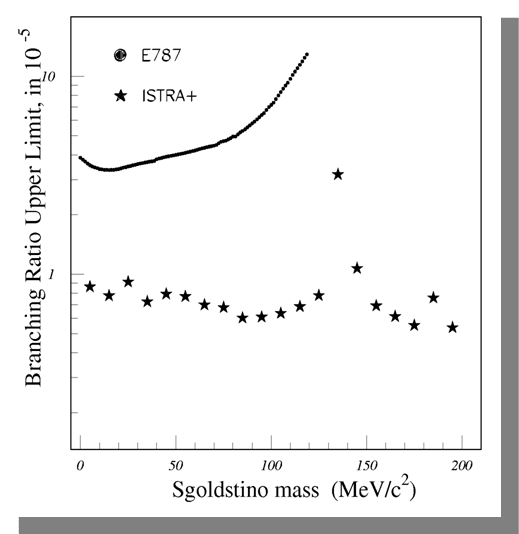 Branching Ratio Upper Limit, in 10⁻⁵
E787
ISTRA+
10
1
0 50 100 150 200
Sgoldstino mass (MeV/c²)